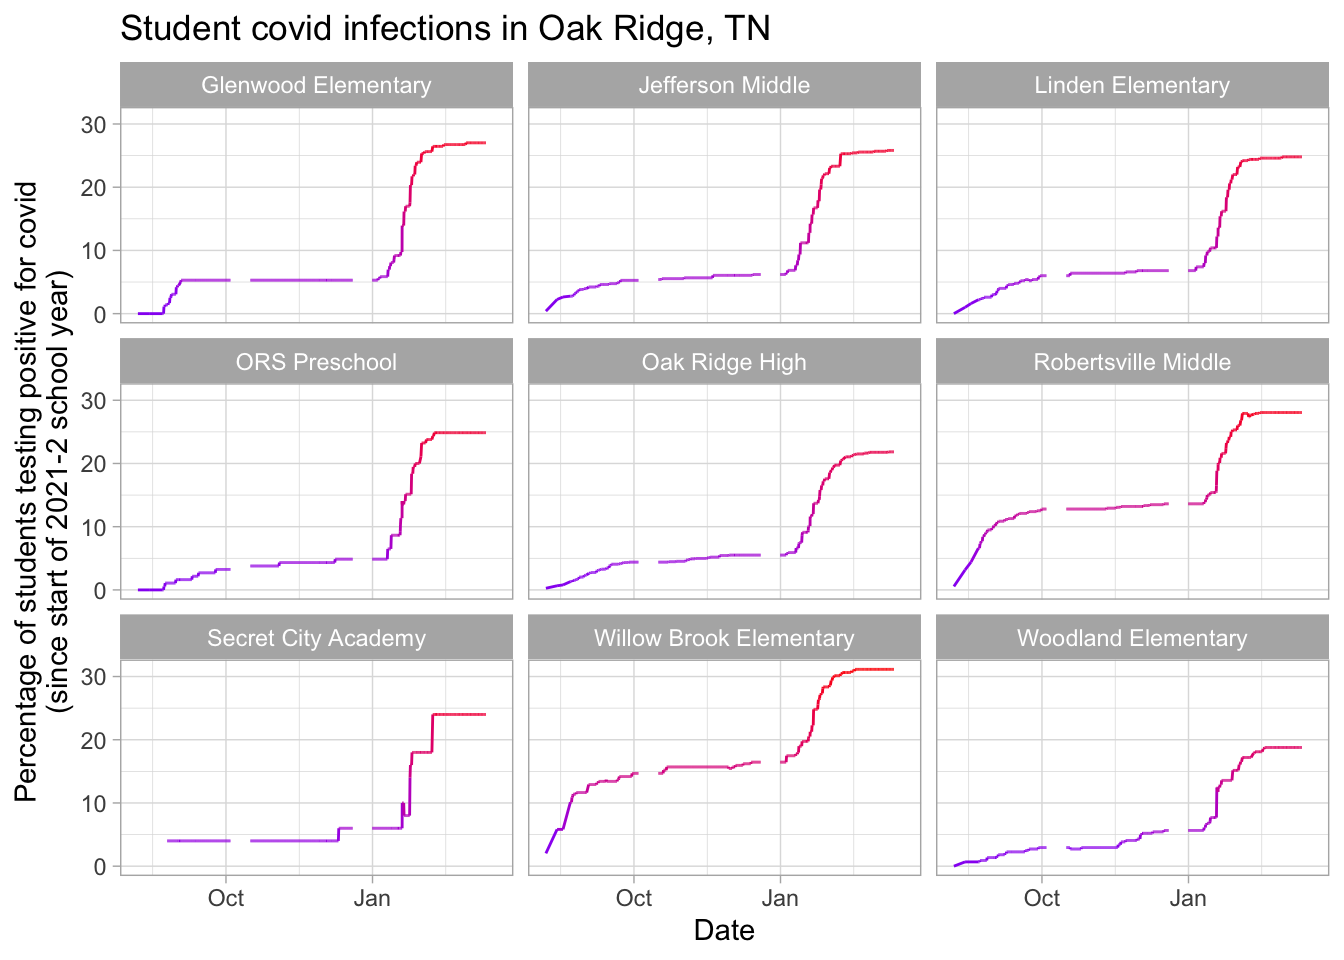 Student covid infections in Oak Ridge, TN
Percentage of students testing positive for covid
(since start of 2021-2 school year)
Glenwood Elementary
Jefferson Middle
Linden Elementary
30
20
10
0
ORS Preschool
Oak Ridge High
Robertsville Middle
30
20
10
0
Secret City Academy
Willow Brook Elementary
Woodland Elementary
30
20
10
0
Oct
Jan
Oct
Jan
Oct
Jan
Date